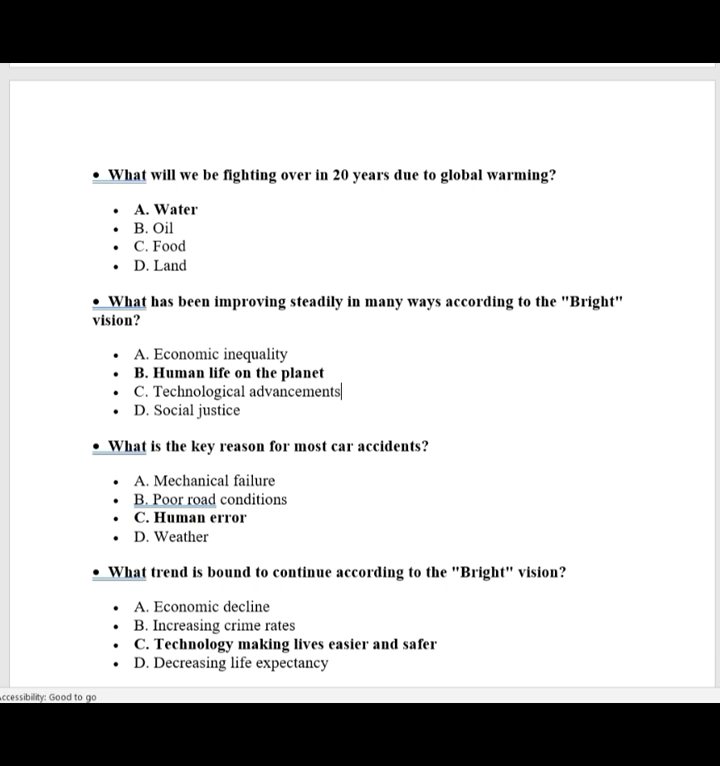 • What will we be fighting over in 20 years due to global warming?
• A. Water
• B. Oil
• C. Food
• D. Land
• What has been improving steadily in many ways according to the "Bright"
vision?
• A. Economic inequality
• B. Human life on the planet
• C. Technological advancements
• D. Social justice
• What is the key reason for most car accidents?
• A. Mechanical failure
• B. Poor road conditions
• C. Human error
• D. Weather
• What trend is bound to continue according to the "Bright" vision?
• A. Economic decline
• B. Increasing crime rates
• C. Technology making lives easier and safer
• D. Decreasing life expectancy
ccessibility: Good to go